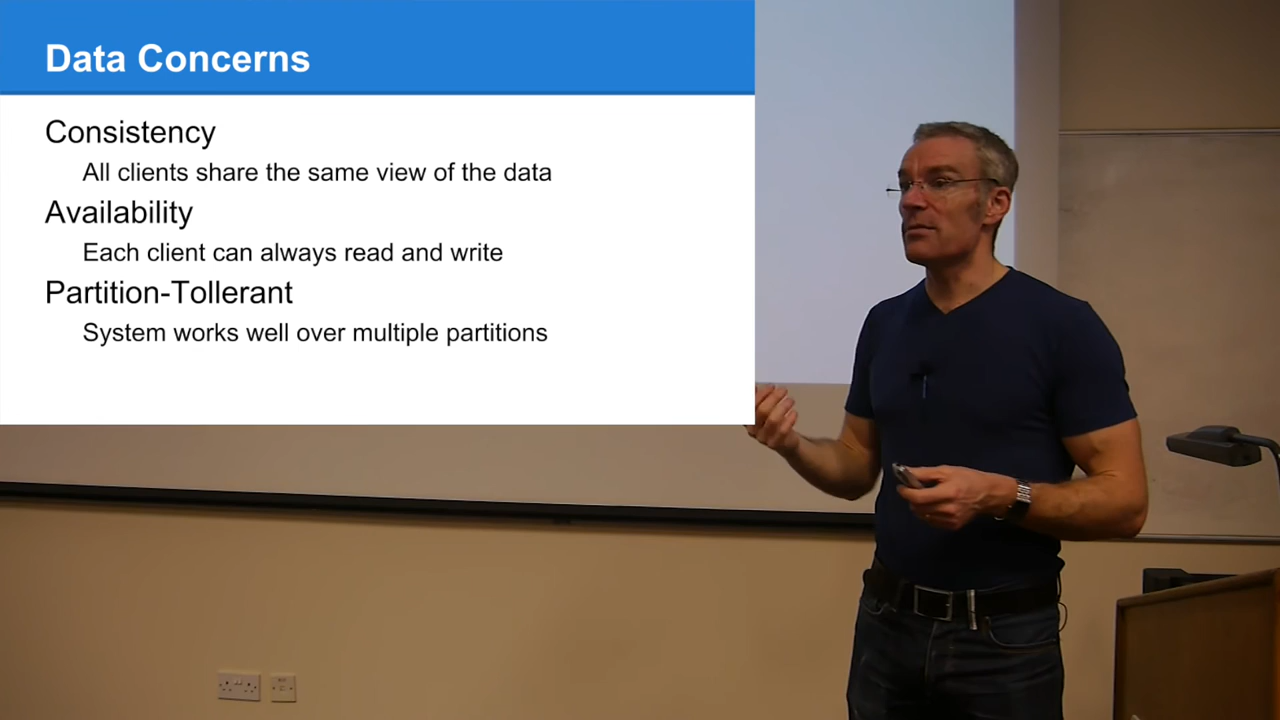 Data Concerns
Consistency
All clients share the same view of the data
Availability
Each client can always read and write
Partition-Tollerant
System works well over multiple partitions